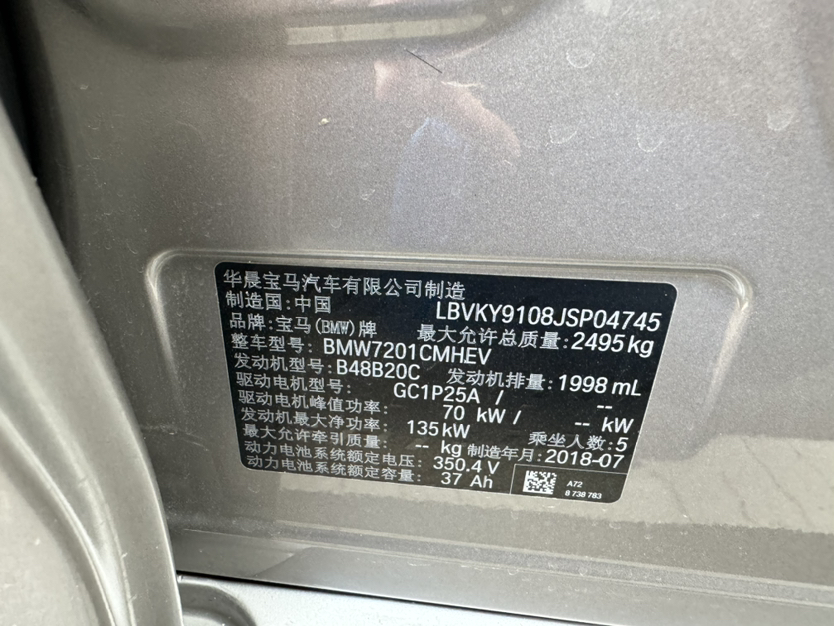 华晨宝马汽车有限公司制造
制造国:中国 LBVKY9108JSP04745
品牌:宝马(BMW)牌 最大允许总质量:2495kg
整车型号: BMW7201CMHEV
发动机型号: B48B20C 发动机排量:1998 mL
驱动电机型号: GC1P25A / --
驱动电机峰值功率: 70 kW / -- kW
发动机最大净功率: 135kW 乘坐人数:5
最大允许牵引质量: -- kg 制造年月:2018-07
动力电池系统额定电压: 350.4 V
动力电池系统额定容量: 37 Ah
A72
8 738 783